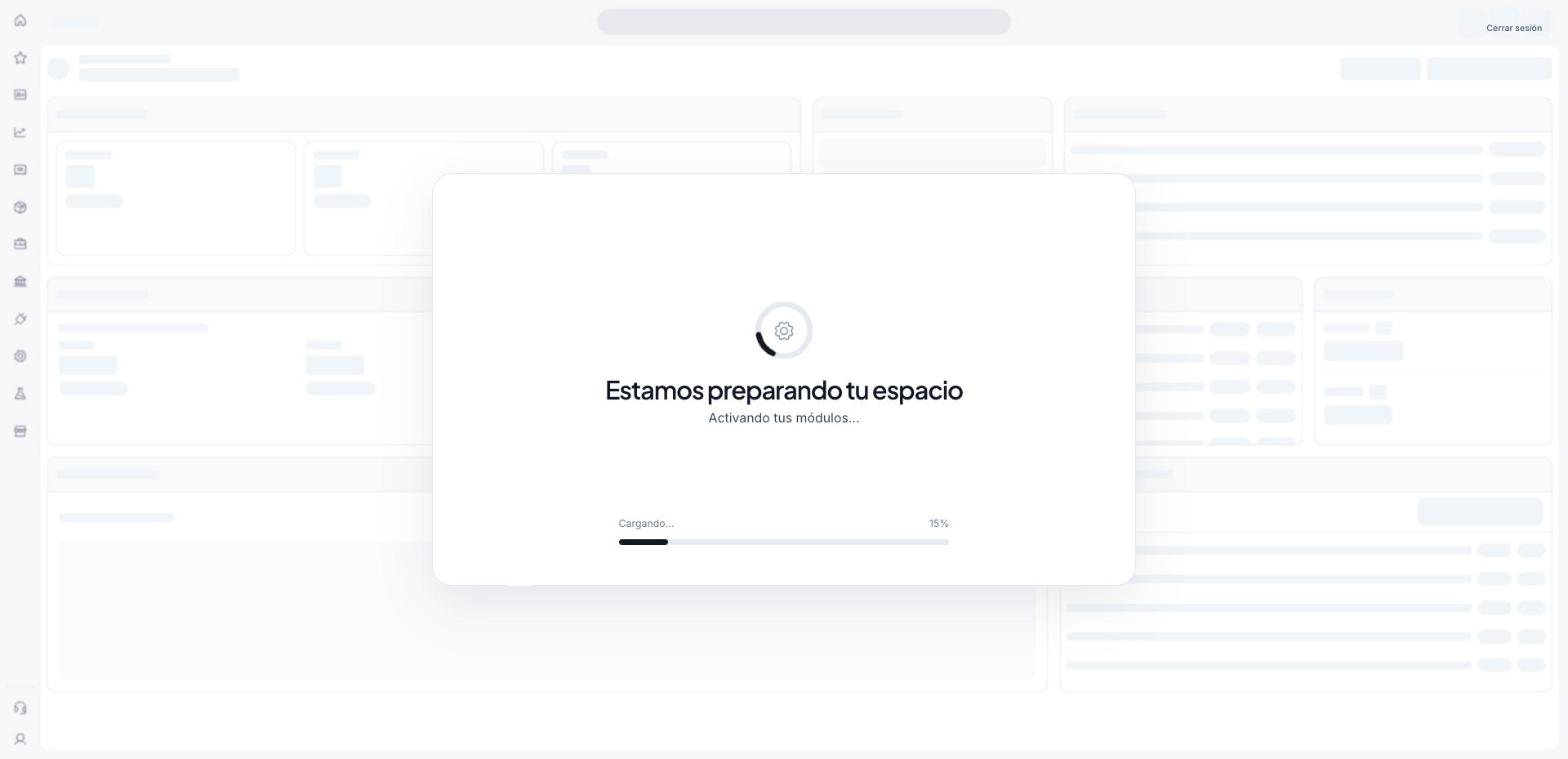 Cerrar sesión
Estamos preparando tu espacio
Activando tus módulos...
Cargando...
15%